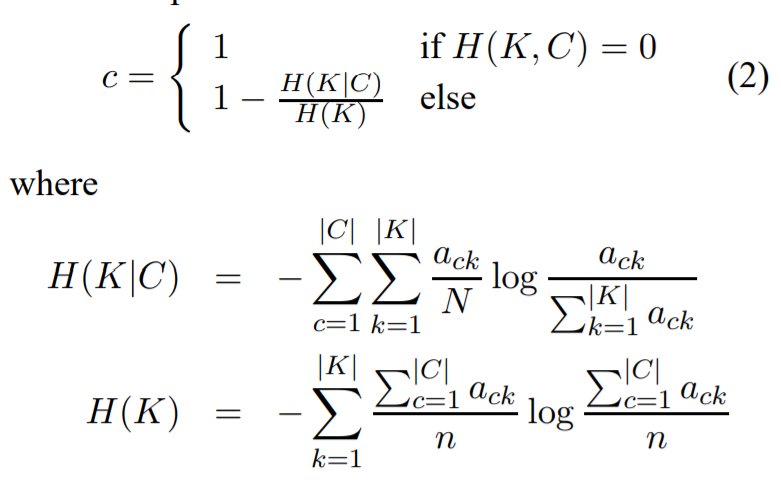 c = { 1 if H(K, C) = 0
1 − H(K|C)/H(K) else (2)
where
H(K|C) = − ∑_{c=1}^{|C|} ∑_{k=1}^{|K|} a_{ck}/N log a_{ck}/∑_{k=1}^{|K|} a_{ck}
H(K) = − ∑_{k=1}^{|K|} ∑_{c=1}^{|C|} a_{ck}/n log ∑_{c=1}^{|C|} a_{ck}/n